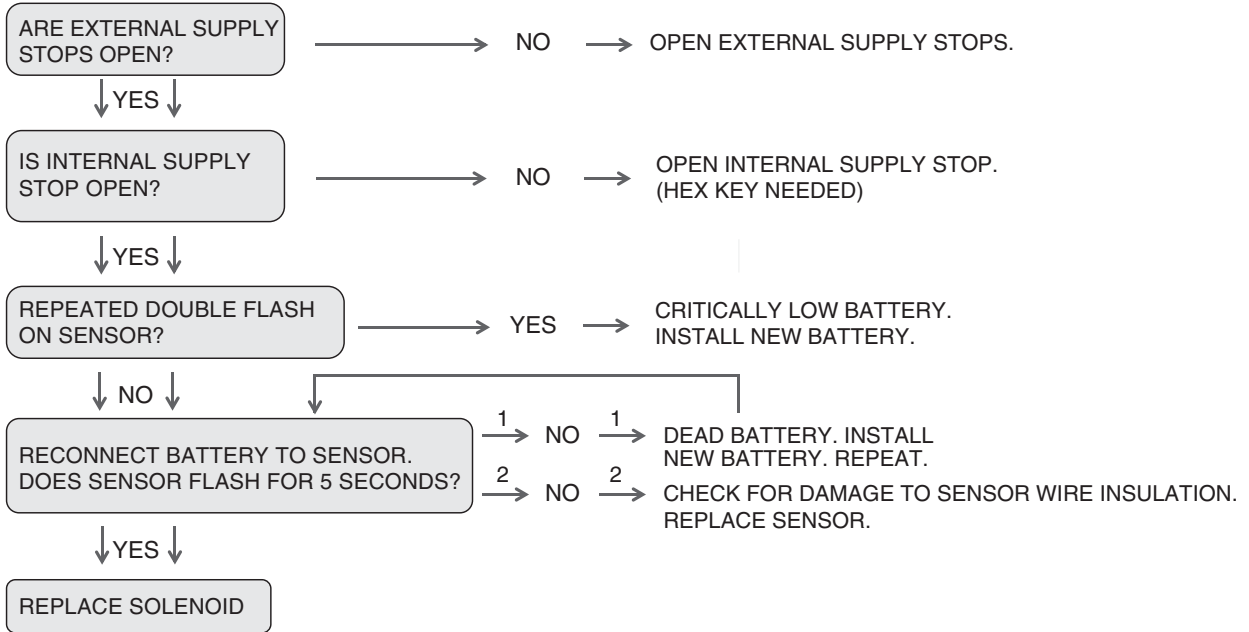 ARE EXTERNAL SUPPLY
STOPS OPEN?
NO
OPEN EXTERNAL SUPPLY STOPS.
YES
IS INTERNAL SUPPLY
STOP OPEN?
NO
OPEN INTERNAL SUPPLY STOP.
(HEX KEY NEEDED)
YES
REPEATED DOUBLE FLASH
ON SENSOR?
YES
CRITICALLY LOW BATTERY.
INSTALL NEW BATTERY.
NO
RECONNECT BATTERY TO SENSOR.
DOES SENSOR FLASH FOR 5 SECONDS?
1 NO 1
DEAD BATTERY. INSTALL
NEW BATTERY. REPEAT.
2 NO 2
CHECK FOR DAMAGE TO SENSOR WIRE INSULATION.
REPLACE SENSOR.
YES
REPLACE SOLENOID